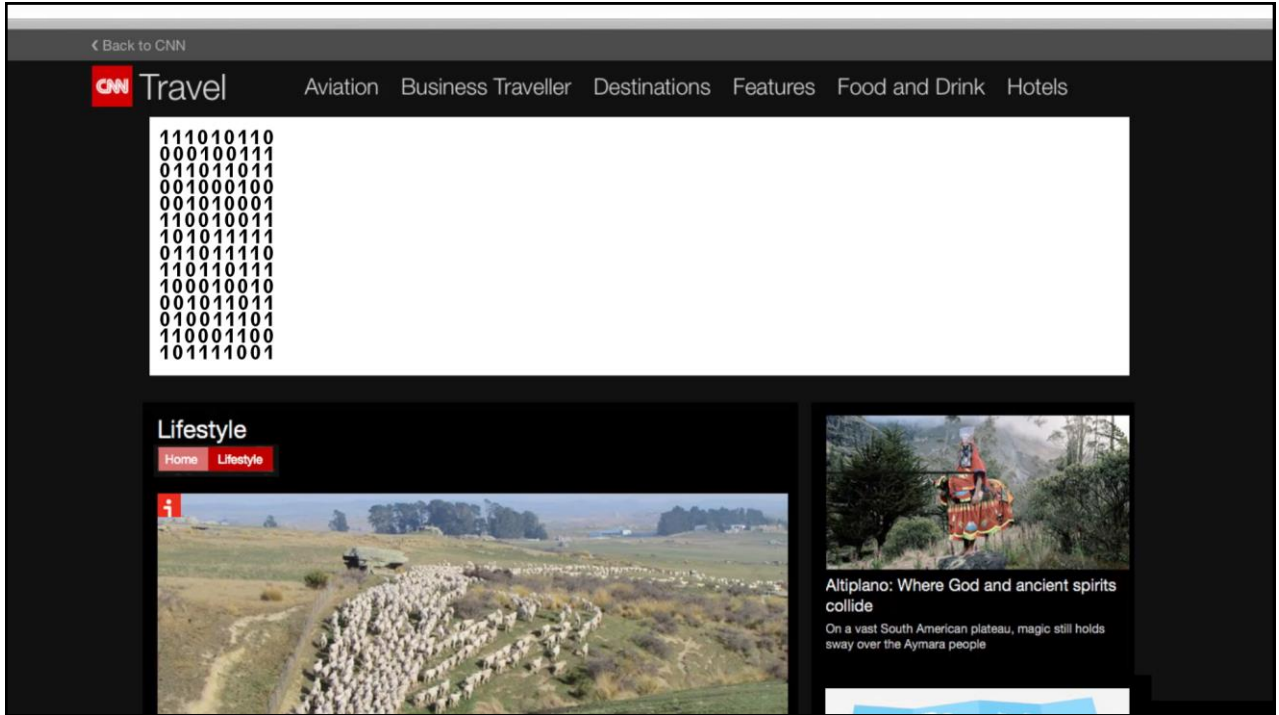 Back to CNN
CNN Travel Aviation Business Traveller Destinations Features Food and Drink Hotels
111010110
000100111
011011011
001000100
001010001
110010011
101011111
011011110
110110111
100010010
001011011
010011101
110001100
101111001
Lifestyle
Home Lifestyle
i
Altiplano: Where God and ancient spirits
collide
On a vast South American plateau, magic still holds
sway over the Aymara people